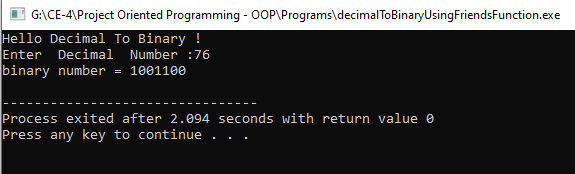 G:\CE-4\Project Oriented Programming - OOP\Programs\decimalToBinaryUsingFriendsFunction.exe
Hello Decimal To Binary !
Enter  Decimal  Number :76
binary number = 1001100
--------------------------------
Process exited after 2.094 seconds with return value 0
Press any key to continue . . .